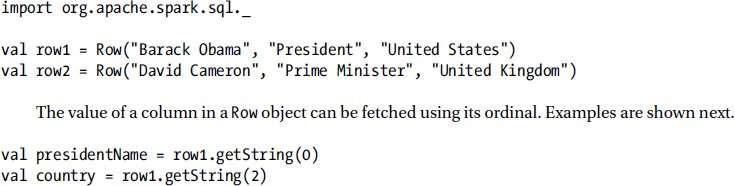 import org.apache.spark.sql._
val row1 = Row("Barack Obama", "President", "United States")
val row2 = Row("David Cameron", "Prime Minister", "United Kingdom")
The value of a column in a Row object can be fetched using its ordinal. Examples are shown next.
val presidentName = row1.getString(0)
val country = row1.getString(2)